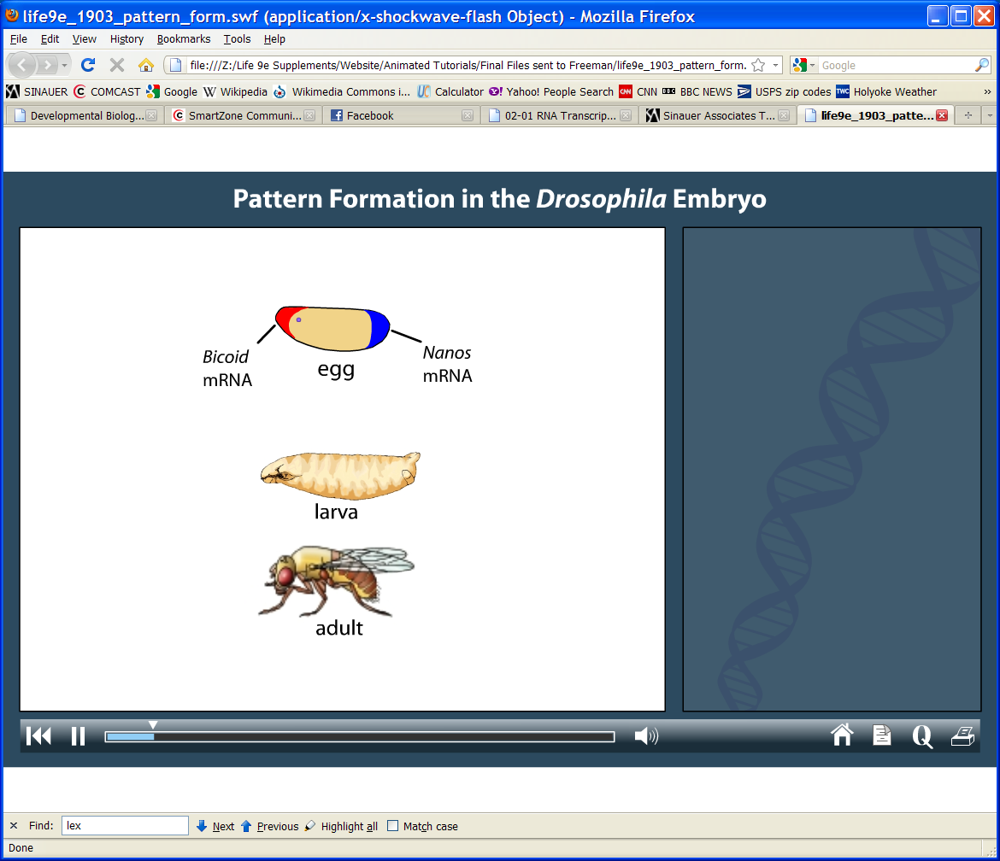 life9e_1903_pattern_form.swf (application/x-shockwave-flash Object) - Mozilla Firefox
File Edit View History Bookmarks Tools Help
file:///Z:/Life 9e Supplements/Website/Animated Tutorials/Final Files sent to Freeman/life9e_1903_pattern_form. Google
SINAUER COMCAST Google W Wikipedia Wikimedia Commons i... UC Calculator Y! Yahoo! People Search CNN CNN BBC BBC NEWS USPS zip codes TWC Holyoke Weather »
Developmental Biolog... SmartZone Communi... Facebook 02-01 RNA Transcrip... Sinauer Associates T... life9e_1903_patte...
Pattern Formation in the Drosophila Embryo
Bicoid
mRNA
egg
Nanos
mRNA
larva
adult
Q
Find: lex Next Previous Highlight all Match case
Done